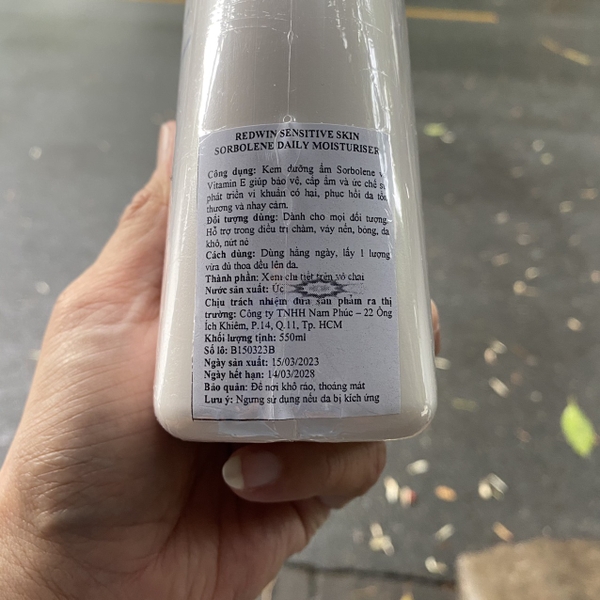 REDWIN SENSITIVE SKIN
SORBOLENE DAILY MOISTURISER
Công dụng: Kem dưỡng ẩm Sorbolene
Vitamin E giúp bảo vệ, cấp ẩm và ức chế
phát triển vi khuẩn có hại, phục hồi da
thương và nhạy cảm.
Đối tượng dùng: Dành cho mọi đối tượng.
Hỗ trợ trong điều trị chàm, vảy nến, bỏng, da
khô, nứt nẻ
Cách dùng: Dùng hằng ngày, lấy 1 lượng
vừa đủ thoa đều lên da.
Thành phần: Xem chi tiết trên vỏ chai
Nước sản xuất: Úc
Chịu trách nhiệm đưa sản phẩm ra thị
trường: Công ty TNHH Nam Phúc – 22 Ông
Ích Khiêm, P.14, Q.11, Tp. HCM
Khối lượng tịnh: 550ml
Số lô: B150323B
Ngày sản xuất: 15/03/2023
Ngày hết hạn: 14/03/2028
Bảo quản: Để nơi khô ráo, thoáng mát
Lưu ý: Ngưng sử dụng nếu da bị kích ứng